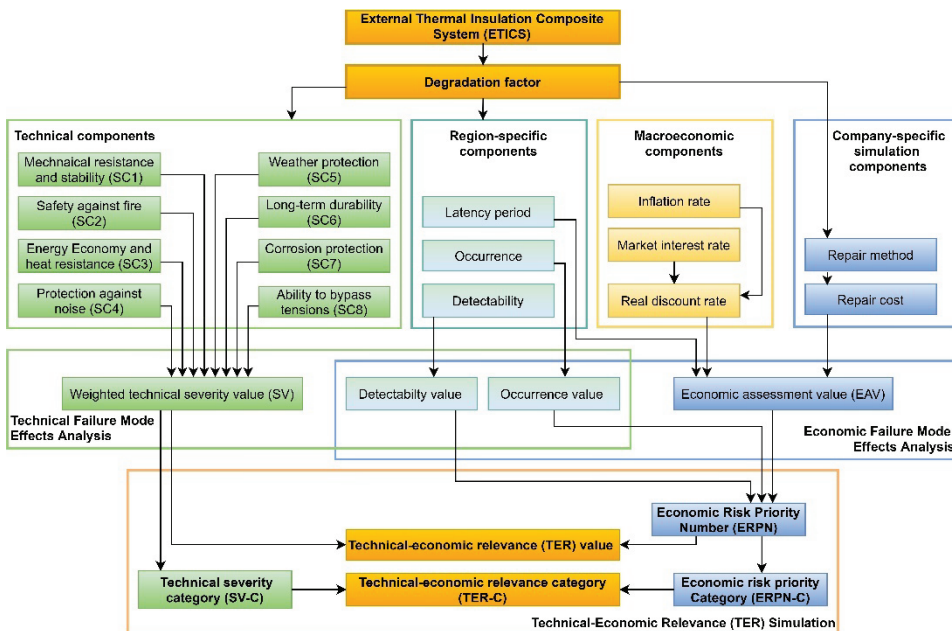 External Thermal Insulation Composite
System (ETICS)
Degradation factor
Technical components
Mechnaical resistance
and stability (SC1)
Safety against fire
(SC2)
Energy Economy and
heat resistance (SC3)
Protection against
noise (SC4)
Weather protection
(SC5)
Long-term durability
(SC6)
Corrosion protection
(SC7)
Ability to bypass
tensions (SC8)
Region-specific
components
Latency period
Occurrence
Detectability
Macroeconomic
components
Inflation rate
Market interest rate
Real discount rate
Company-specific
simulation
components
Repair method
Repair cost
Weighted technical severity value (SV)
Detectabilty value
Occurrence value
Economic assessment value (EAV)
Technical Failure Mode
Effects Analysis
Economic Failure Mode
Effects Analysis
Economic Risk Priority
Number (ERPN)
Technical-economic relevance (TER) value
Technical severity
category (SV-C)
Technical-economic relevance category
(TER-C)
Economic risk priority
Category (ERPN-C)
Technical-Economic Relevance (TER) Simulation